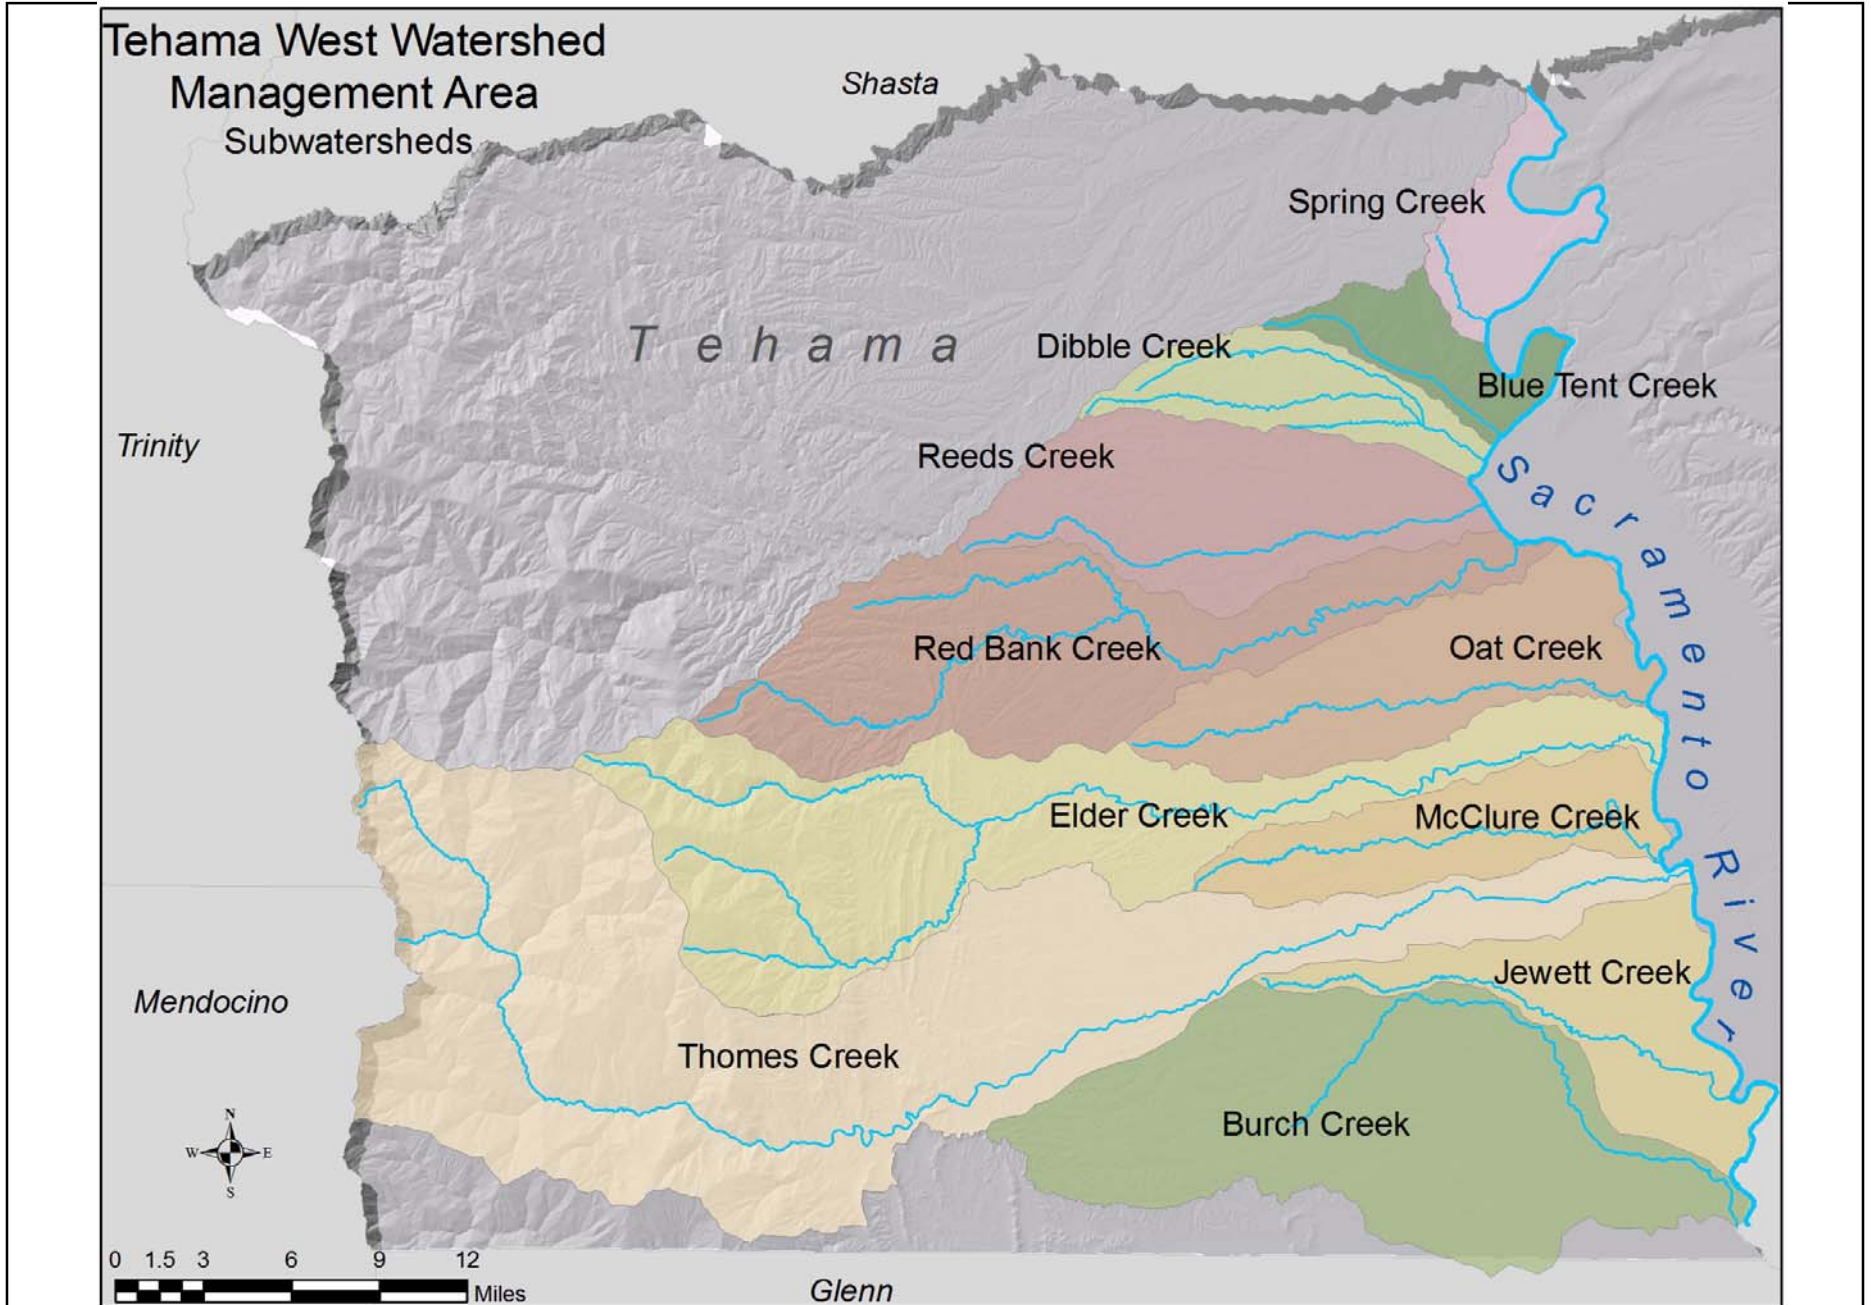 Tehama West Watershed
Management Area
Subwatersheds
Shasta
Spring Creek
Tehama
Dibble Creek
Blue Tent Creek
Trinity
Reeds Creek
Sacramento River
Red Bank Creek
Oat Creek
Elder Creek
McClure Creek
Jewett Creek
Mendocino
Thomes Creek
Burch Creek
N
W E
S
0 1.5 3 6 9 12
Miles
Glenn